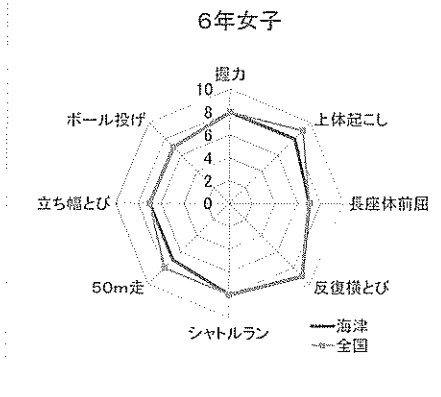 6年女子
握力
上体起こし
長座体前屈
反復横とび
シャトルラン
50m走
立ち幅とび
ボール投げ
10
8
6
4
2
0
海津
全国